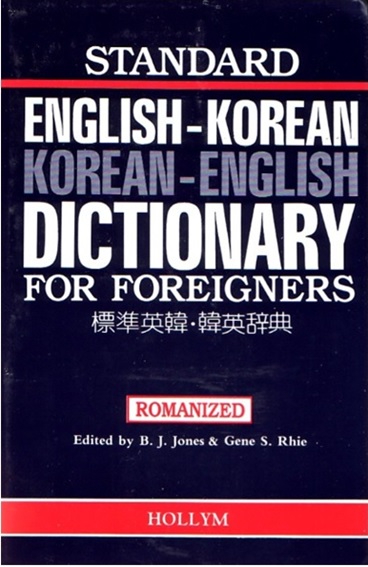 STANDARD
ENGLISH-KOREAN
KOREAN-ENGLISH
DICTIONARY
FOR FOREIGNERS
標準英韓·韓英辞典
ROMANIZED
Edited by B. J. Jones & Gene S. Rhie
HOLLYM